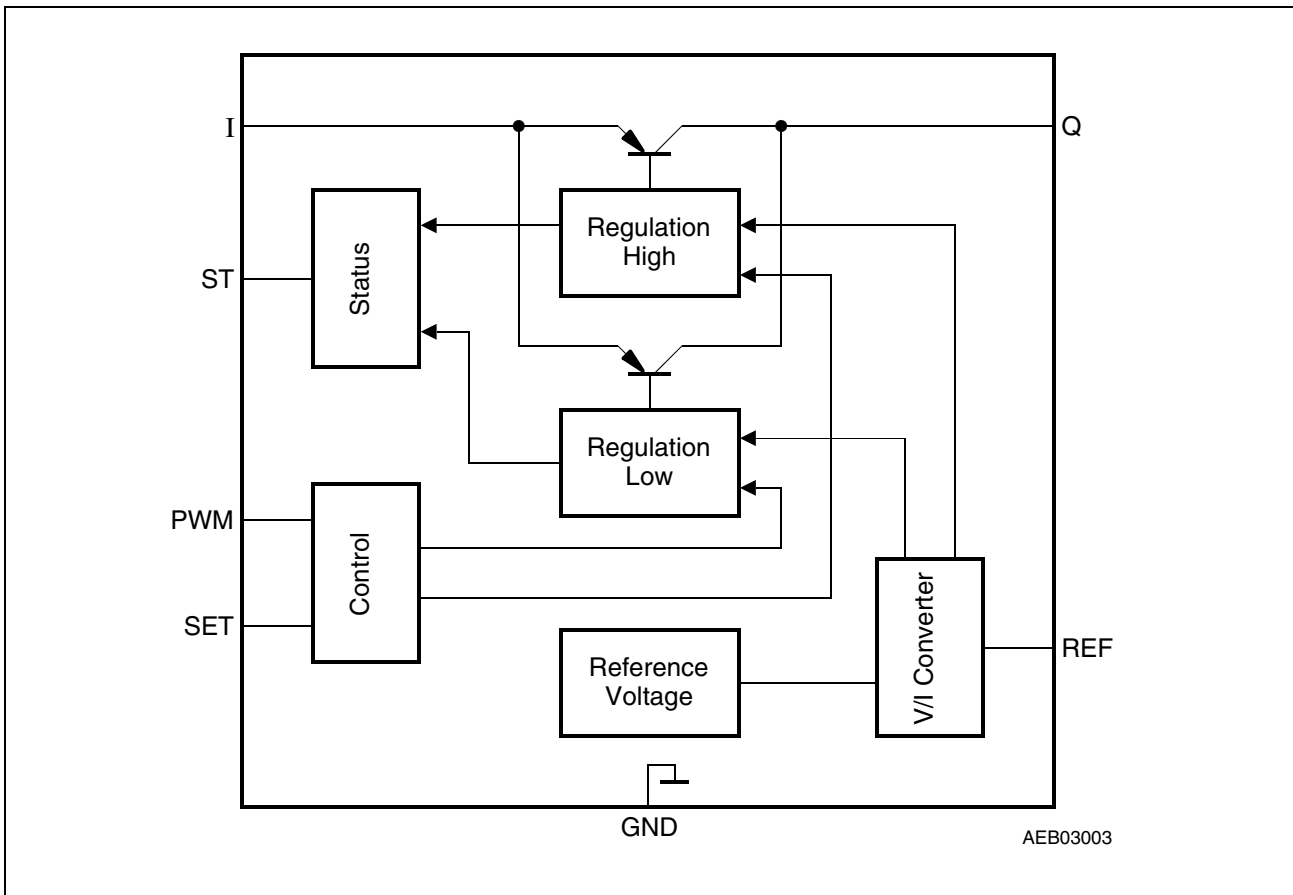 I
Q
Regulation
High
Status
ST
Regulation
Low
PWM
Control
SET
V/I Converter
REF
Reference
Voltage
GND
AEB03003